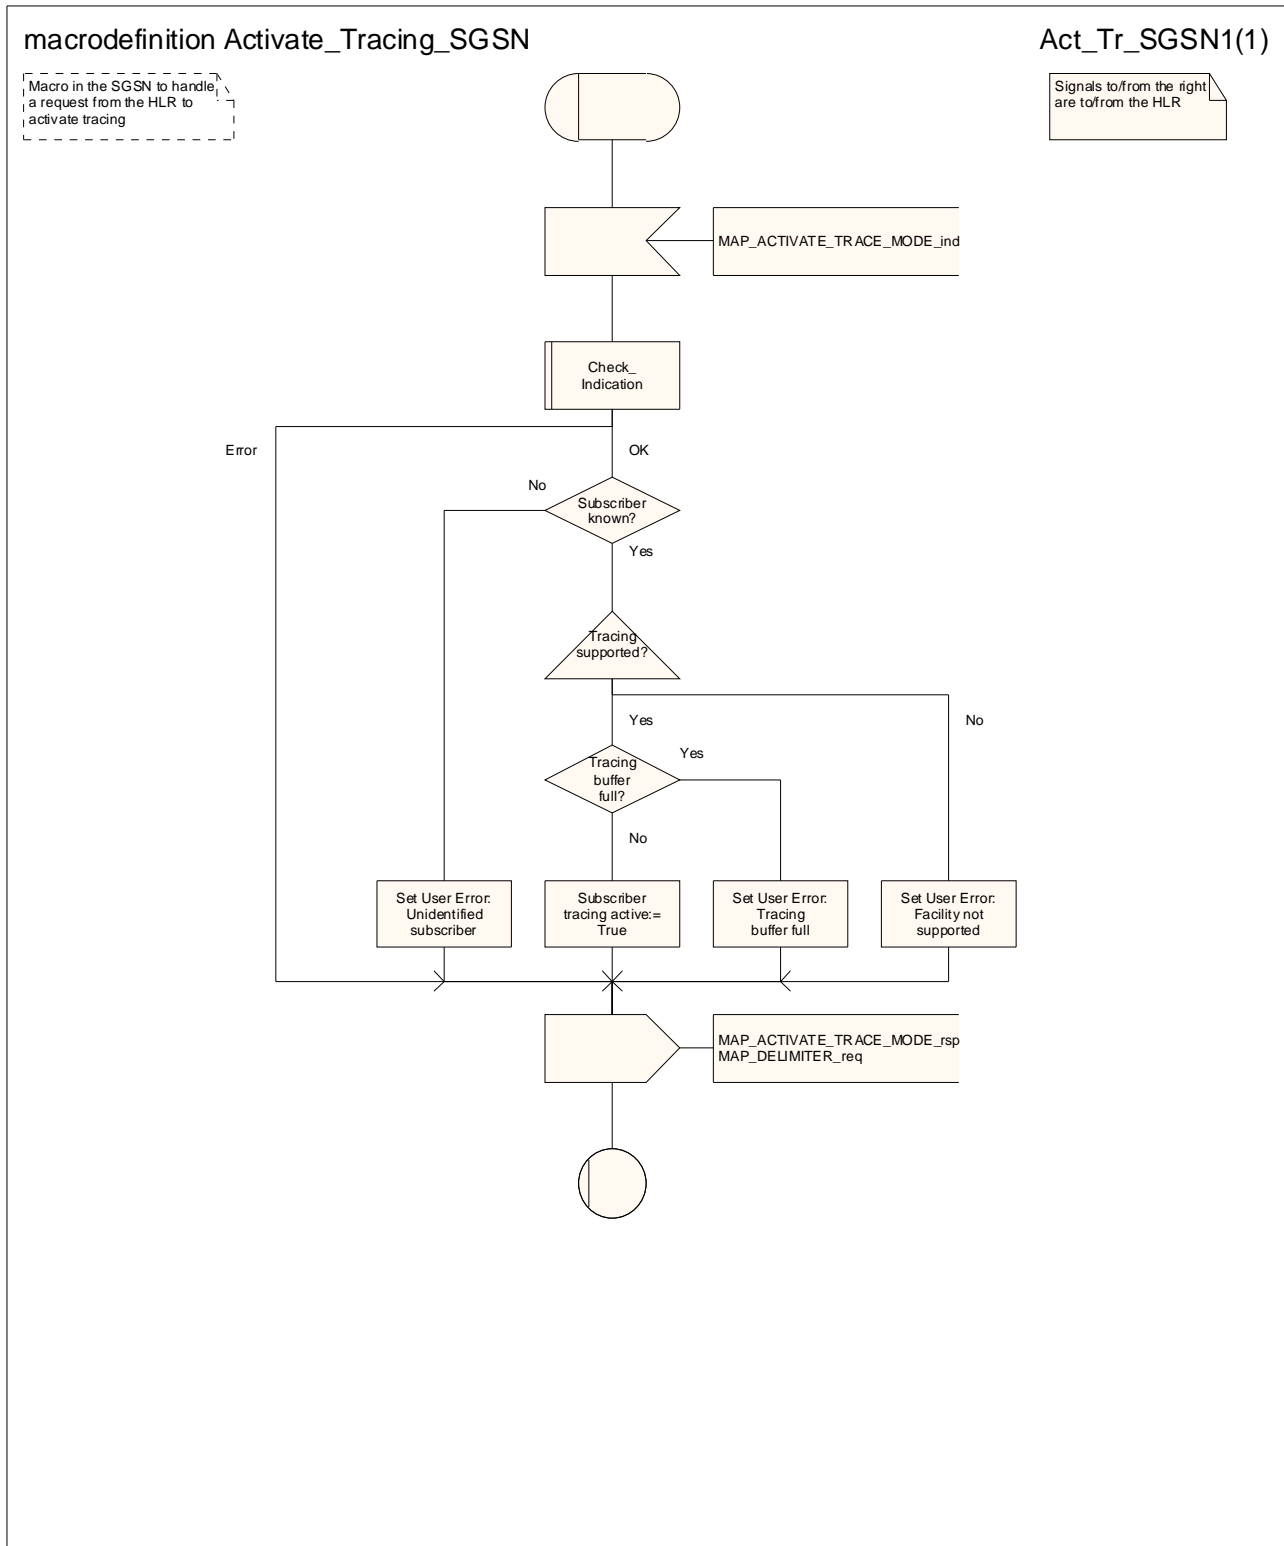 macrodefinition Activate_Tracing_SGSN
Act_Tr_SGSN1(1)
Macro in the SGSN to handle
a request from the HLR to
activate tracing
Signals to/from the right
are to/from the HLR
MAP_ACTIVATE_TRACE_MODE_ind
Check_
Indication
Error
OK
No
Subscriber
known?
Yes
Tracing
supported?
Yes
No
Yes
Tracing
buffer
full?
No
Set User Error:
Unidentified
subscriber
Subscriber
tracing active:=
True
Set User Error:
Tracing
buffer full
Set User Error:
Facility not
supported
MAP_ACTIVATE_TRACE_MODE_rsp
MAP_DELIMITER_req